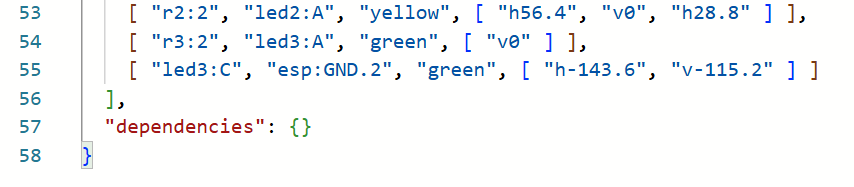 53 [ "r2:2", "led2:A", "yellow", [ "h56.4", "v0", "h28.8" ] ],
54 [ "r3:2", "led3:A", "green", [ "v0" ] ],
55 [ "led3:C", "esp:GND.2", "green", [ "h-143.6", "v-115.2" ] ]
56 ],
57 "dependencies": {}
58 }